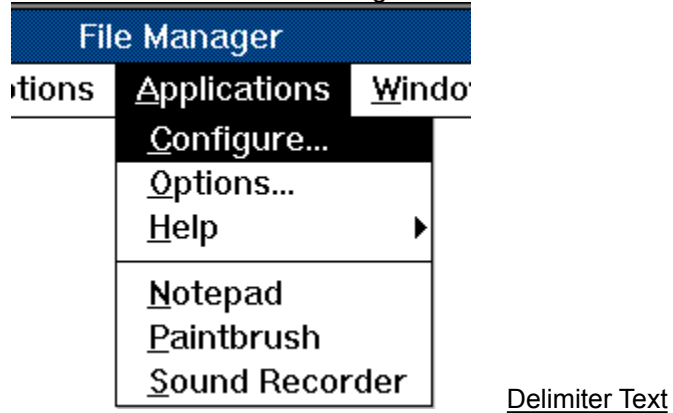 File Manager
tions Applications Windo
Configure...
Options...
Help
Notepad
Paintbrush
Sound Recorder
Delimiter Text